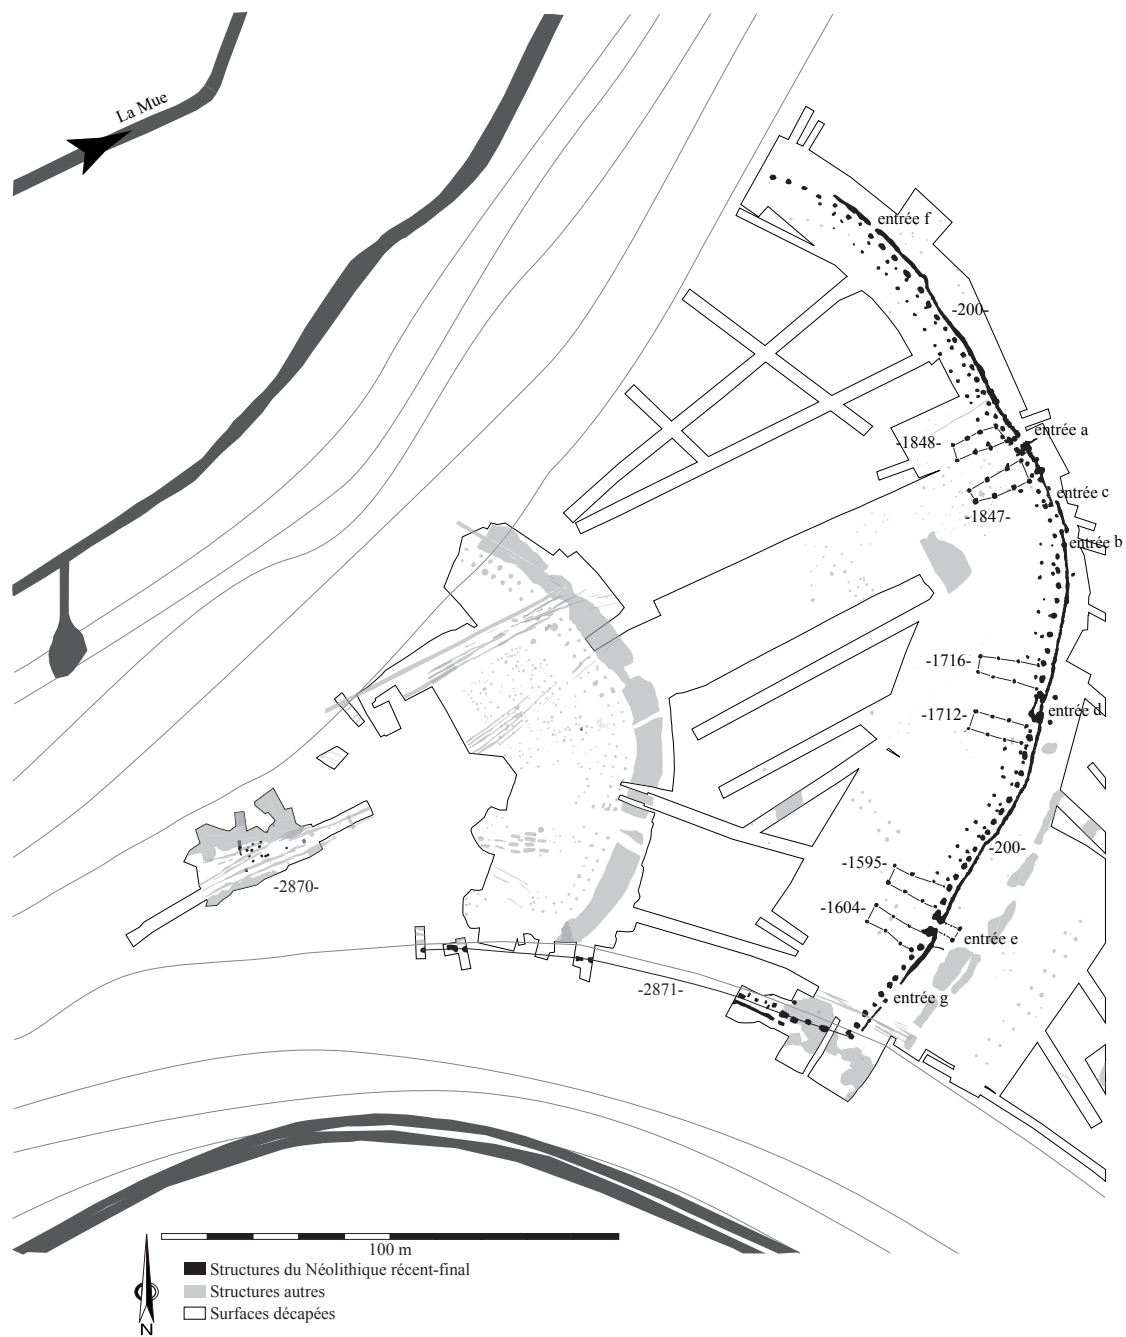 La Mue
entrée f
-200-
entrée a
-1848-
entrée c
-1847-
entrée b
-1716-
entrée d
-1712-
-200-
-1595-
-2870-
-1604-
entrée e
-2871-
entrée g
100 m
Structures du Néolithique récent-final
Structures autres
Surfaces décapées
N